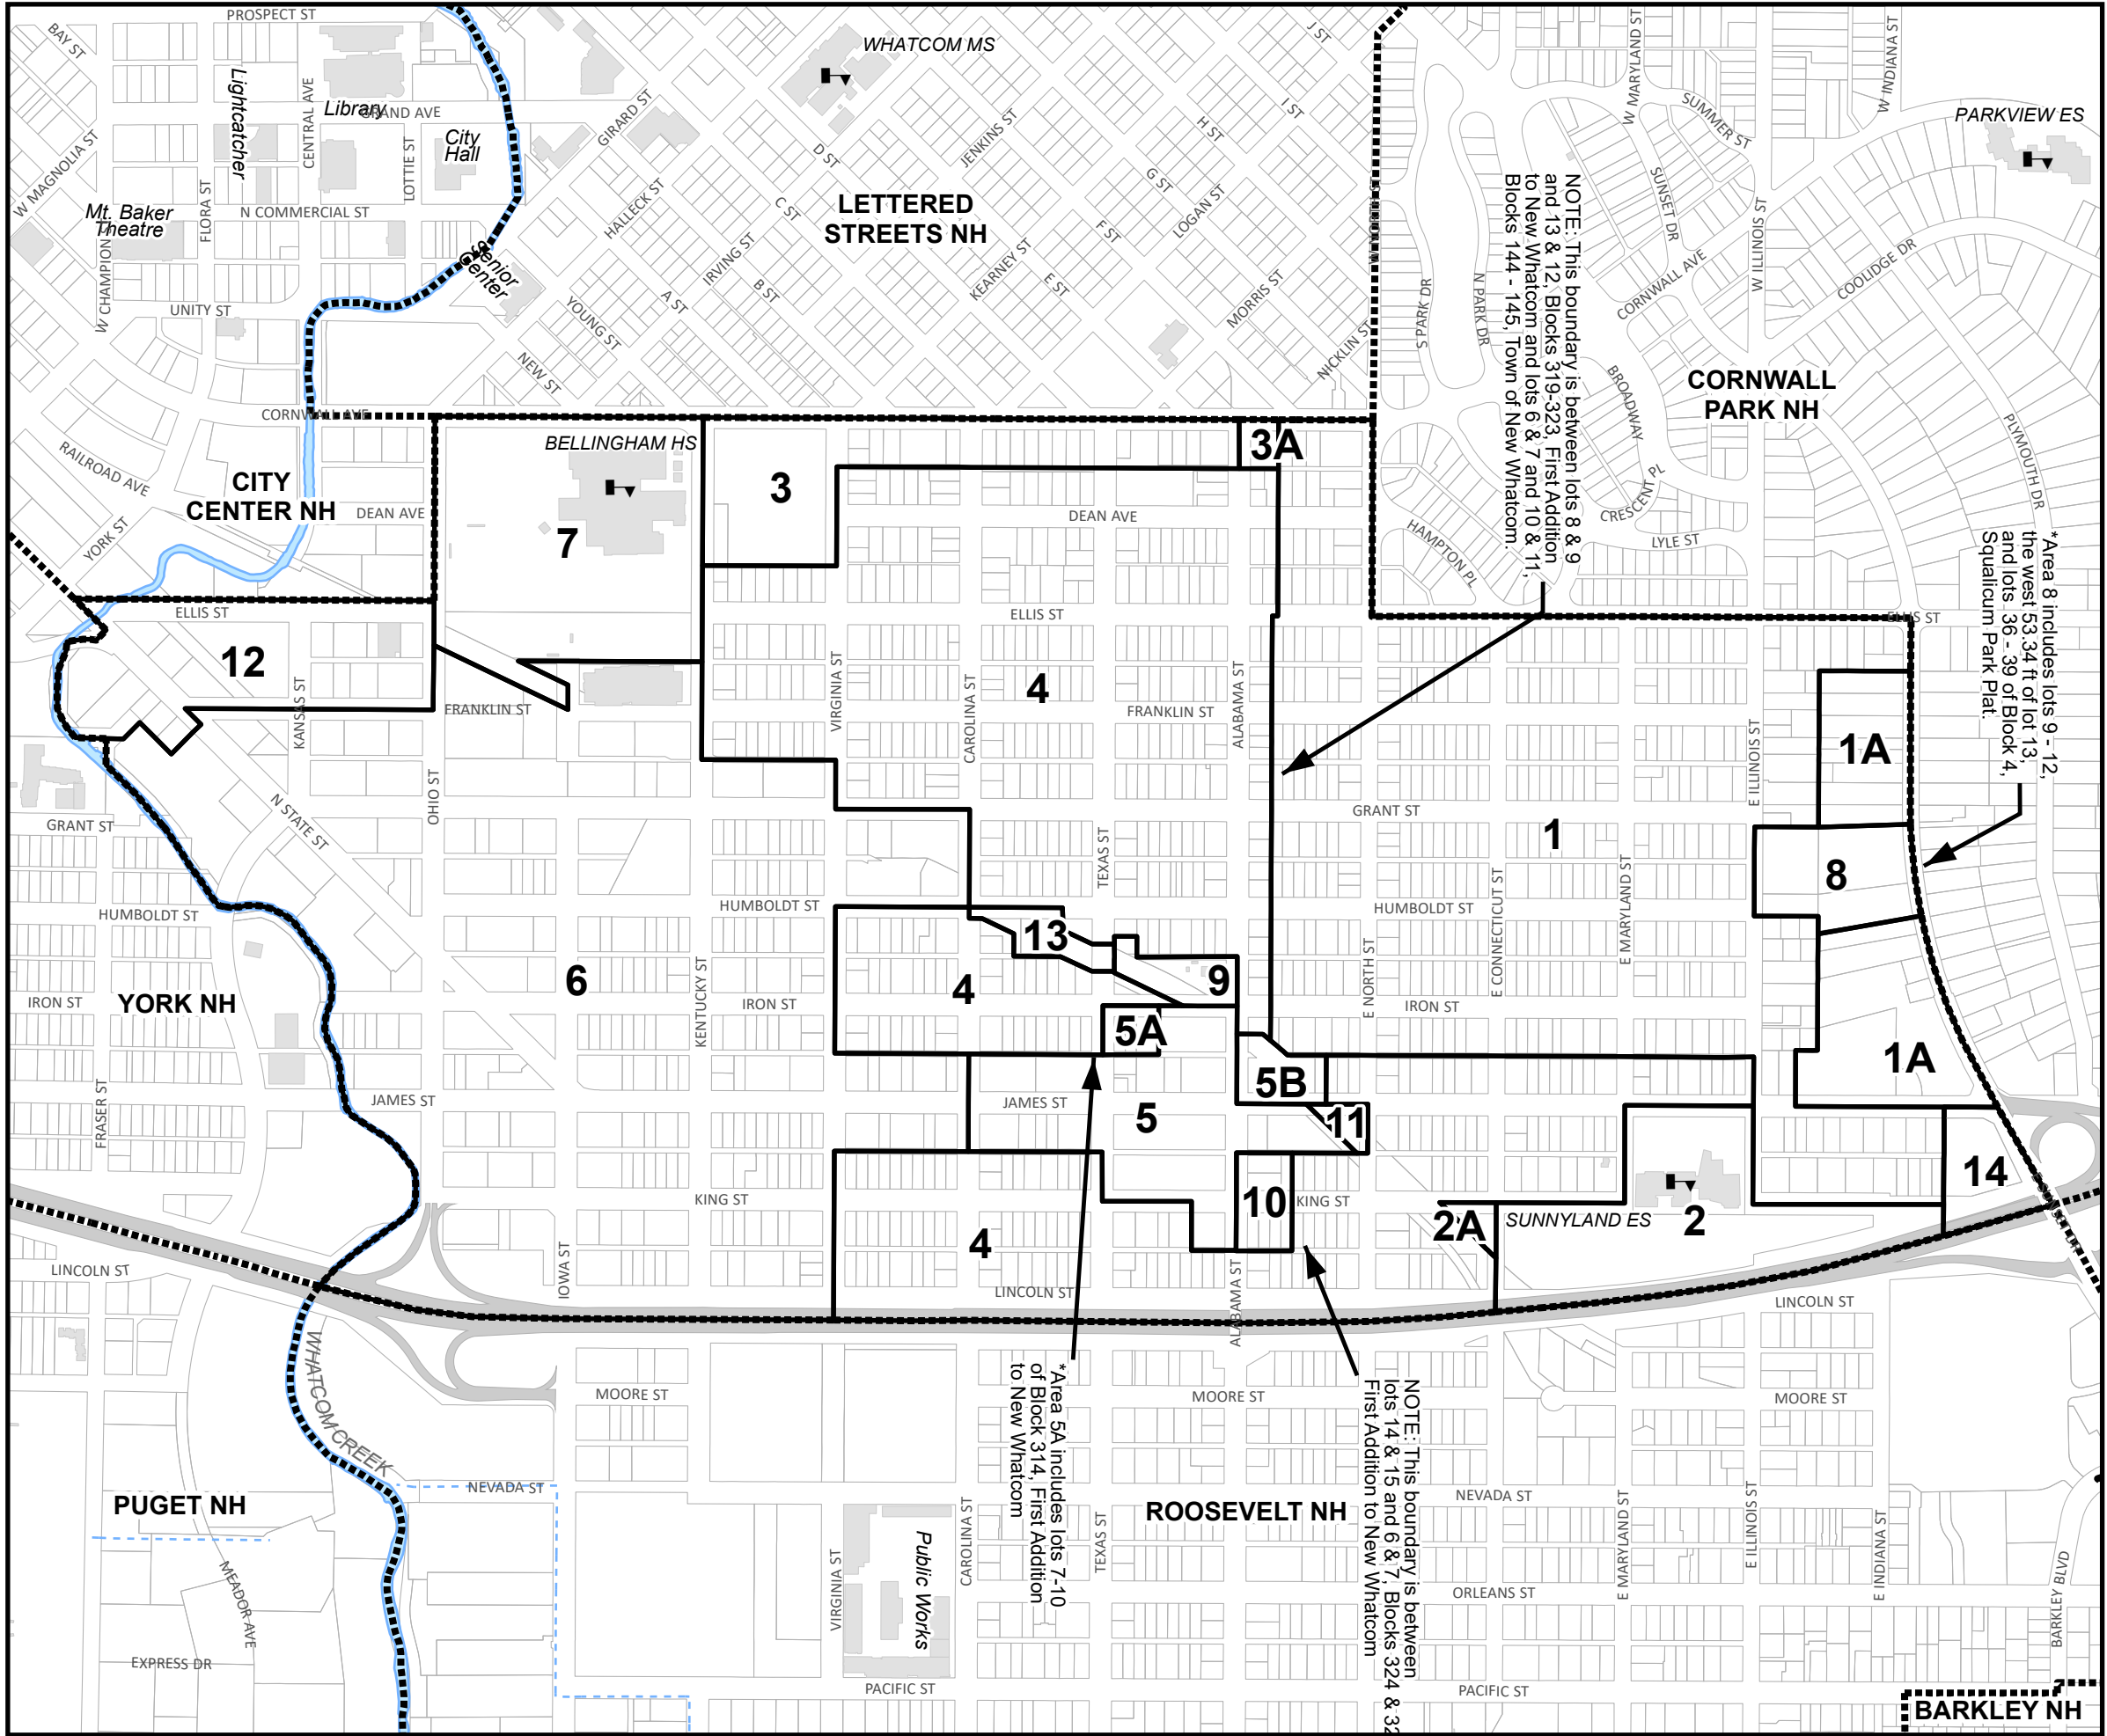 PROSPECT ST
BAY ST
Lightcatcher
CENTRAL AVE
Library
GRAND AVE
LOTTIE ST
City
Hall
W MAGNOLIA ST
Mt. Baker
Theatre
W CHAMPION ST
FLORA ST
N COMMERCIAL ST
UNITY ST
Senior
Center
GIRARD ST
HALLECK ST
WHATCOM MS
D ST
C ST
JENKINS ST
IRVING ST
B ST
A ST
YOUNG ST
NEW ST
LETTERED
STREETS NH
J ST
I ST
H ST
G ST
LOGAN ST
F ST
KEARNEY ST
E ST
MORRIS ST
NICKLIN ST
S PARK DR
N PARK DR
NOTE: This boundary is between lots 8 & 9
and 13 & 12, Blocks 319-323, First Addition
to New Whatcom and lots 6 & 7 and 10 & 11,
Blocks 144 - 145, Town of New Whatcom.
W MARYLAND ST
SUMMER ST
SUNSET DR
W INDIANA ST
PARKVIEW ES
W ILLINOIS ST
CORNWALL AVE
COOLIDGE DR
BROADWAY
CORNWALL
PARK NH
PLYMOUTH DR
CRESCENT PL
HAMPTON PL
LYLE ST
CORNWALL AVE
RAILROAD AVE
CITY
CENTER NH
DEAN AVE
YORK ST
BELLINGHAM HS
7
3
3A
DEAN AVE
*Area 8 includes lots 9 - 12,
the west 53.34 ft of lot 13,
and lots 36 - 39 of Block 4,
Squalicum Park Plat.
ELLIS ST
ELLIS ST
ELLIS ST
12
KANSAS ST
FRANKLIN ST
VIRGINIA ST
CAROLINA ST
4
FRANKLIN ST
ALABAMA ST
E ILLINOIS ST
1A
OHIO ST
N STATE ST
GRANT ST
GRANT ST
TEXAS ST
1
E MARYLAND ST
E CONNECTICUT ST
8
HUMBOLDT ST
HUMBOLDT ST
HUMBOLDT ST
13
9
E NORTH ST
6
KENTUCKY ST
4
IRON ST
YORK NH
IRON ST
IRON ST
5A
1A
5B
JAMES ST
JAMES ST
5
11
FRASER ST
14
KING ST
10
KING ST
2A
SUNNYLAND ES
2
4
IOWA ST
LINCOLN ST
LINCOLN ST
LINCOLN ST
ALABAMA ST
WHATCOM CREEK
MOORE ST
MOORE ST
MOORE ST
*Area 5A includes lots 7-10
of Block 314, First Addition
to New Whatcom
NOTE: This boundary is between
lots 14 & 15 and 6 & 7, Blocks 324 & 32
First Addition to New Whatcom
NEVADA ST
NEVADA ST
PUGET NH
ROOSEVELT NH
VIRGINIA ST
Public Works
CAROLINA ST
TEXAS ST
E MARYLAND ST
E ILLINOIS ST
E INDIANA ST
BARKLEY BLVD
MEADOR AVE
ORLEANS ST
EXPRESS DR
PACIFIC ST
PACIFIC ST
BARKLEY NH